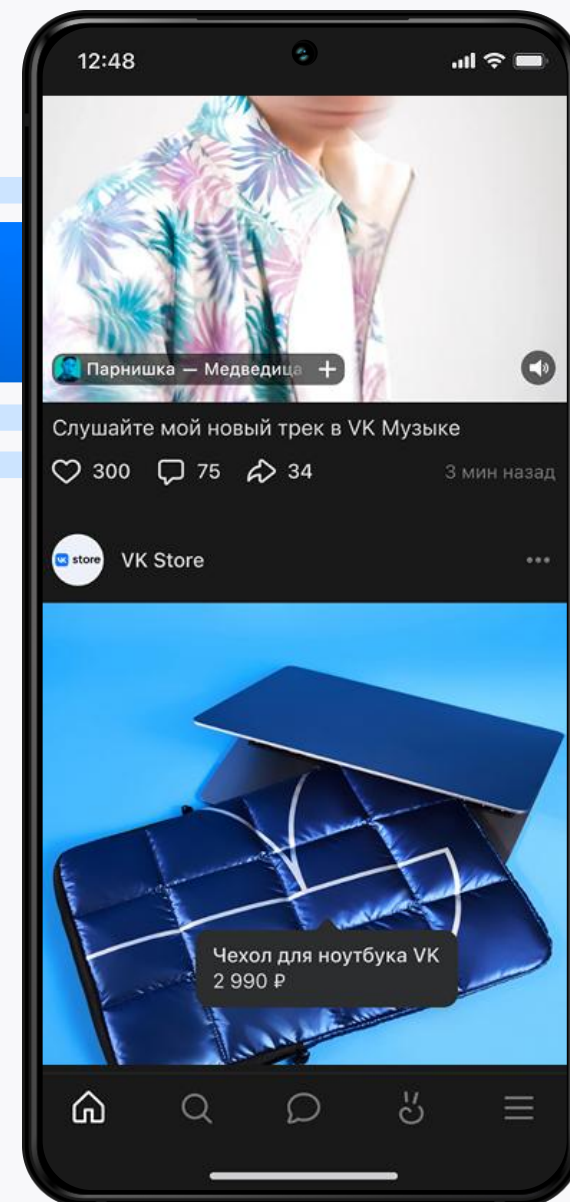 12:48
Парнишка — Медведица
Слушайте мой новый трек в VK Музыке
300 75 34 3 мин назад
VK store
VK Store
Чехол для ноутбука VK
2 990 ₽